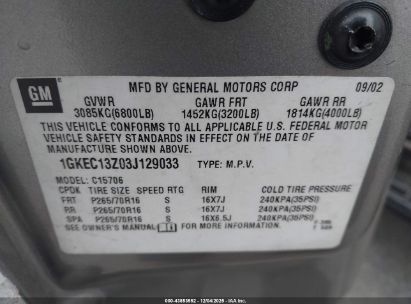 GM
MFD BY GENERAL MOTORS CORP 09/02
GVWR GAWR FRT GAWR RR
3085KG(6800LB) 1452KG(3200LB) 1814KG(4000LB)
THIS VEHICLE CONFORMS TO ALL APPLICABLE U.S. FEDERAL MOTOR
VEHICLE SAFETY STANDARDS IN EFFECT ON THE DATE OF
MANUFACTURE SHOWN ABOVE.
1GKEC13Z03J129033 TYPE: M.P.V.
MODEL: C15706
CPDK TIRE SIZE SPEED RTG RIM COLD TIRE PRESSURE
FRT P265/70R16 S 16X7J 240KPA(35PSI)
RR P265/70R16 S 16X7J 240KPA(35PSI)
SPA P265/70R16 S 16X6.5J 240KPA(35PSI)
SEE OWNER'S MANUAL FOR MORE INFORMATION